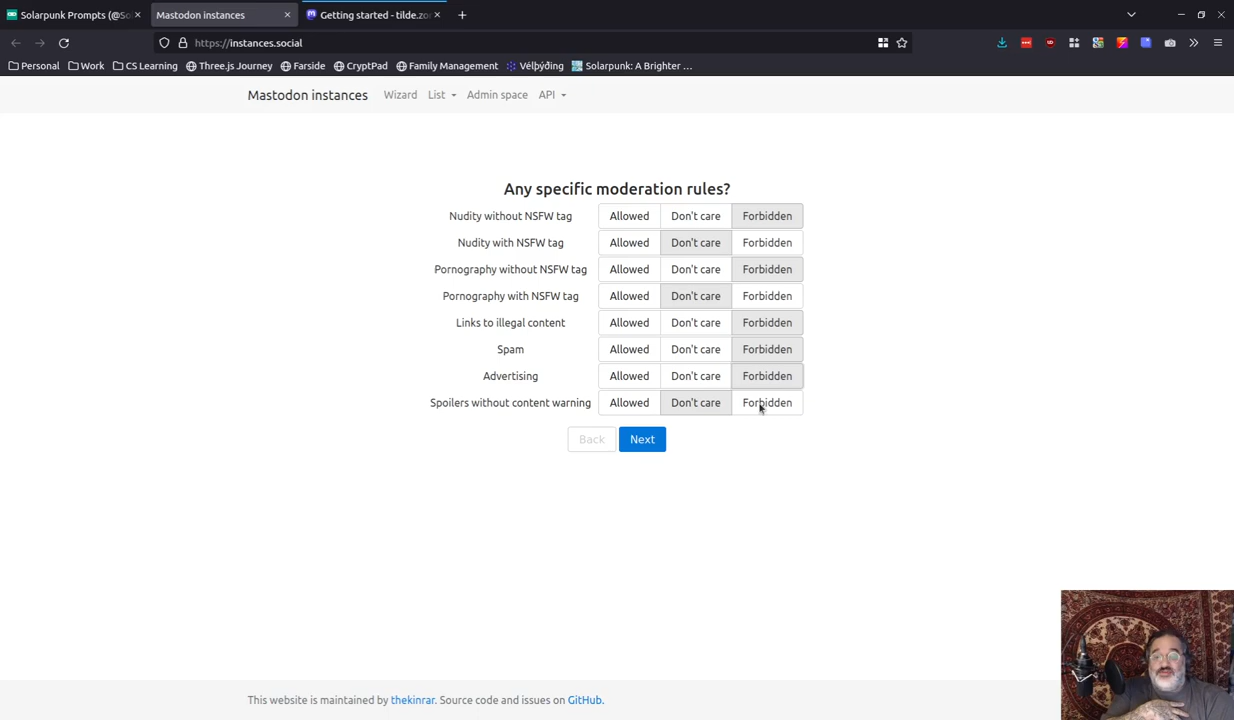 Solarpunk Prompts (@So
Mastodon instances
Getting started - tilde.zon
https://instances.social
Personal
Work
CS Learning
Three.js Journey
Farside
CryptPad
Family Management
Vélþýðing
Solarpunk: A Brighter ...
Mastodon instances Wizard List Admin space API
Any specific moderation rules?
Nudity without NSFW tag Allowed Don't care Forbidden
Nudity with NSFW tag Allowed Don't care Forbidden
Pornography without NSFW tag Allowed Don't care Forbidden
Pornography with NSFW tag Allowed Don't care Forbidden
Links to illegal content Allowed Don't care Forbidden
Spam Allowed Don't care Forbidden
Advertising Allowed Don't care Forbidden
Spoilers without content warning Allowed Don't care Forbidden
Back Next
This website is maintained by thekinrar. Source code and issues on GitHub.